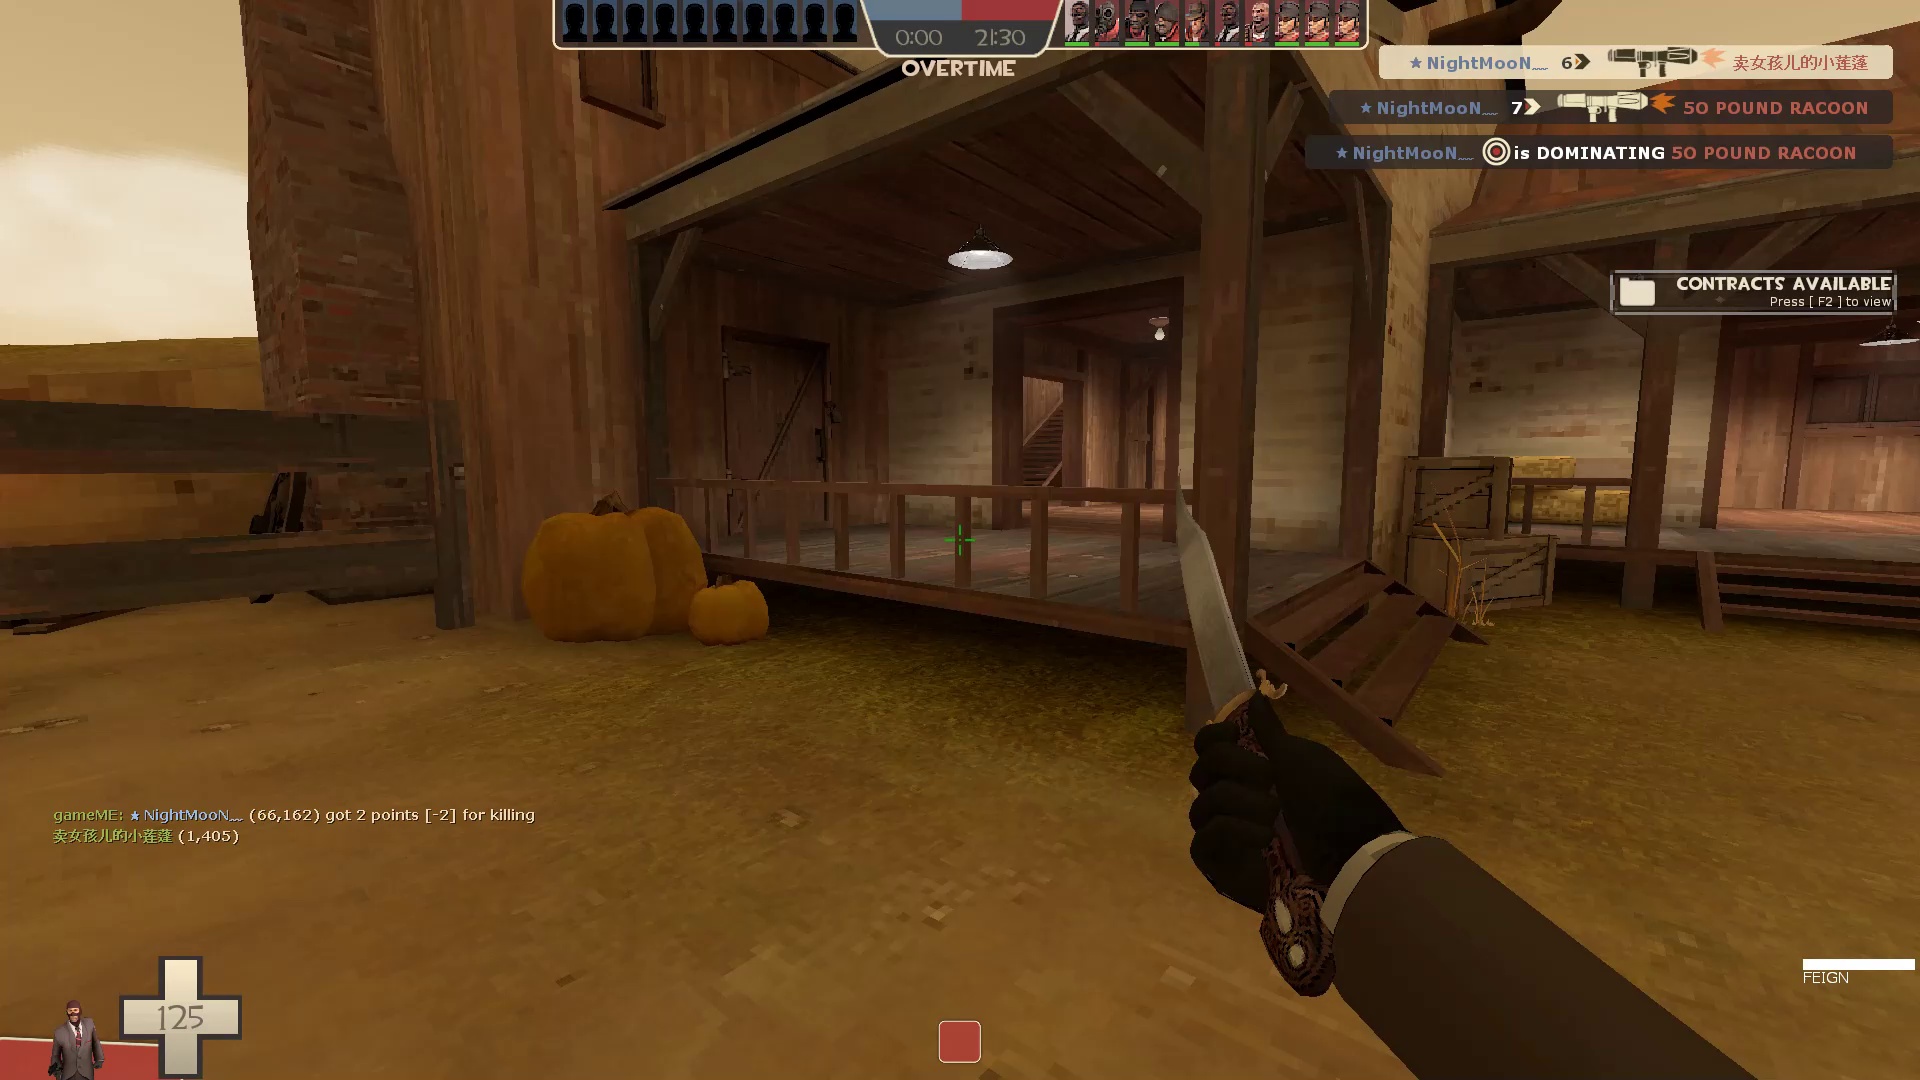 0:00 21:30
OVERTIME
★ NightMooN﹏ 6 卖女孩儿的小莲蓬
★ NightMooN﹏ 7 50 POUND RACOON
★ NightMooN﹏ is DOMINATING 50 POUND RACOON
CONTRACTS AVAILABLE
Press [ F2 ] to view
gameME: ★ NightMooN﹏ (66,162) got 2 points [-2] for killing
卖女孩儿的小莲蓬 (1,405)
125
FEIGN